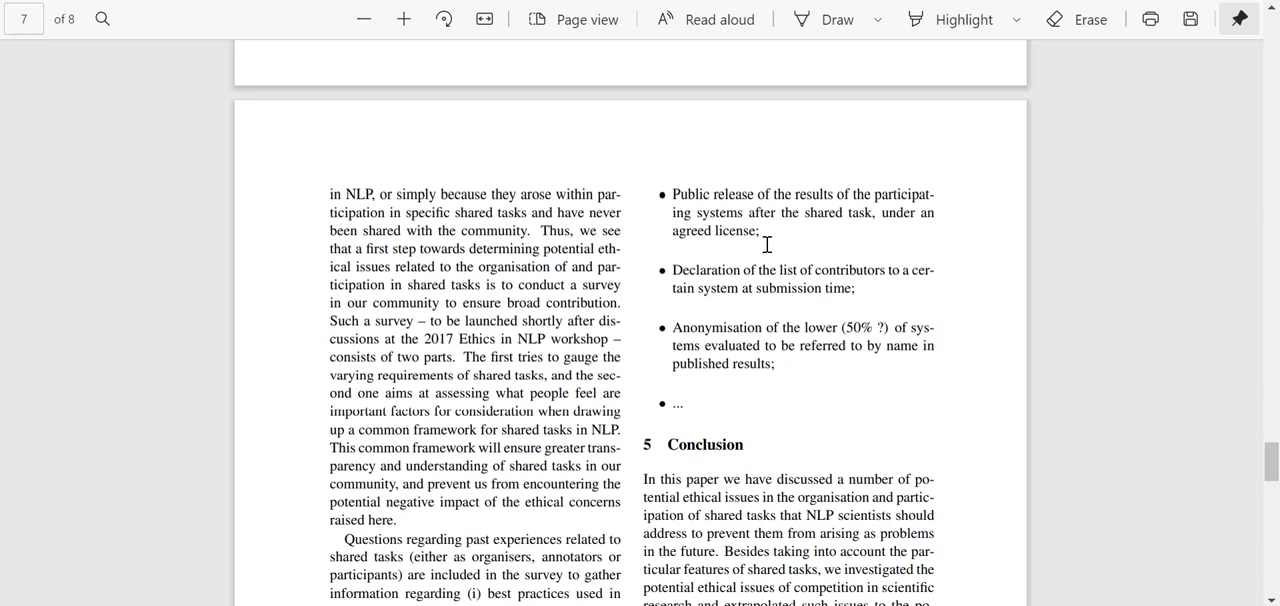 7 of 8 Page view Read aloud Draw Highlight Erase
in NLP, or simply because they arose within par-
ticipation in specific shared tasks and have never
been shared with the community. Thus, we see
that a first step towards determining potential eth-
ical issues related to the organisation of and par-
ticipation in shared tasks is to conduct a survey
in our community to ensure broad contribution.
Such a survey – to be launched shortly after dis-
cussions at the 2017 Ethics in NLP workshop –
consists of two parts. The first tries to gauge the
varying requirements of shared tasks, and the sec-
ond one aims at assessing what people feel are
important factors for consideration when drawing
up a common framework for shared tasks in NLP.
This common framework will ensure greater trans-
parency and understanding of shared tasks in our
community, and prevent us from encountering the
potential negative impact of the ethical concerns
raised here.
Questions regarding past experiences related to
shared tasks (either as organisers, annotators or
participants) are included in the survey to gather
information regarding (i) best practices used in
• Public release of the results of the participat-
ing systems after the shared task, under an
agreed license;
• Declaration of the list of contributors to a cer-
tain system at submission time;
• Anonymisation of the lower (50% ?) of sys-
tems evaluated to be referred to by name in
published results;
• ...
5 Conclusion
In this paper we have discussed a number of po-
tential ethical issues in the organisation and partic-
ipation of shared tasks that NLP scientists should
address to prevent them from arising as problems
in the future. Besides taking into account the par-
ticular features of shared tasks, we investigated the
potential ethical issues of competition in scientific
research and extrapolated such issues to the po-